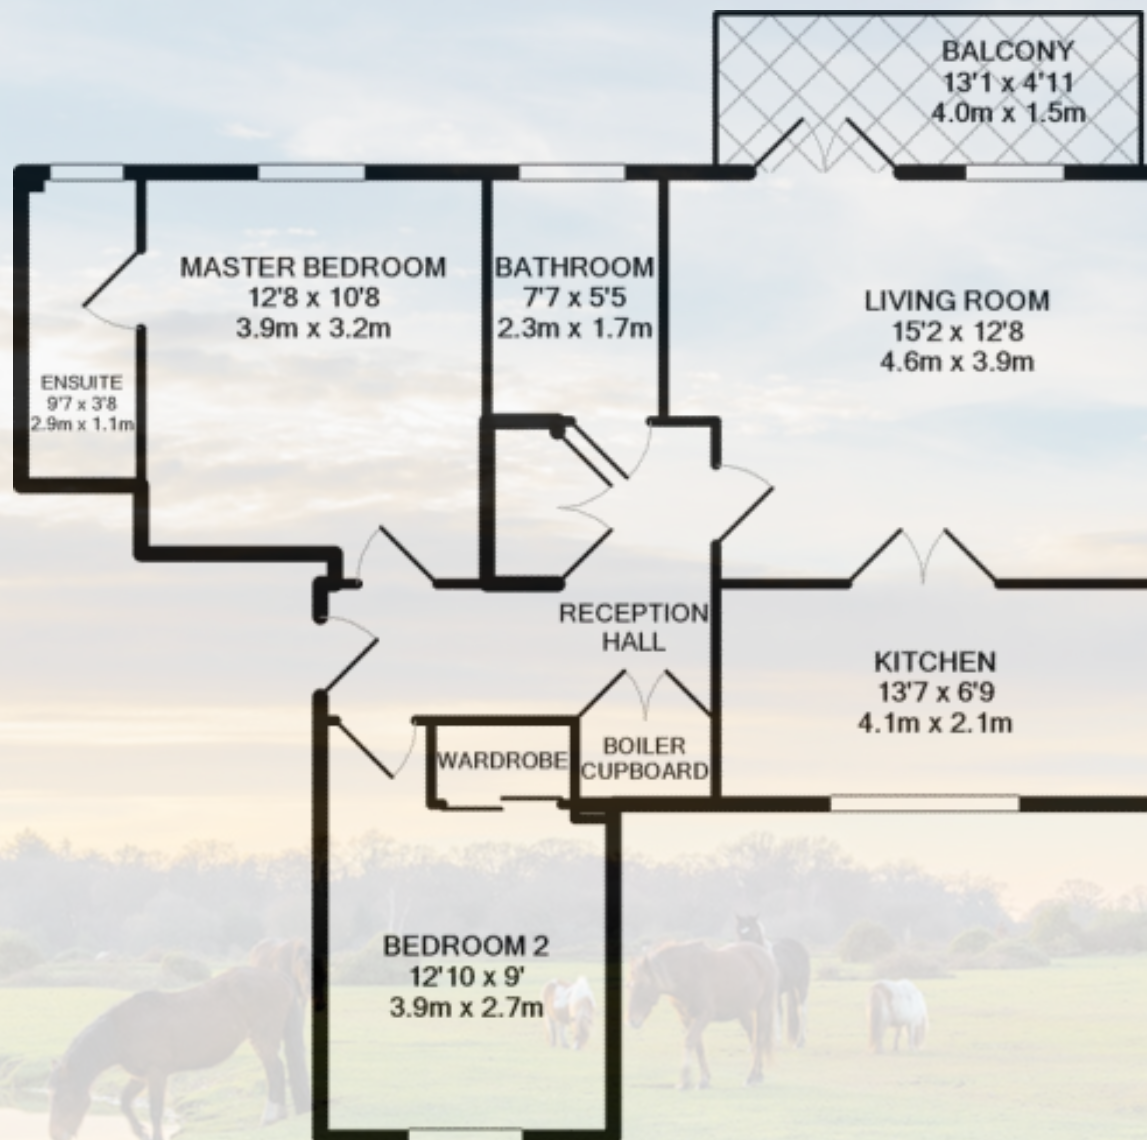 BALCONY
13'1 x 4'11
4.0m x 1.5m
MASTER BEDROOM
12'8 x 10'8
3.9m x 3.2m
BATHROOM
7'7 x 5'5
2.3m x 1.7m
LIVING ROOM
15'2 x 12'8
4.6m x 3.9m
ENSUITE
9'7 x 3'8
2.9m x 1.1m
RECEPTION
HALL
KITCHEN
13'7 x 6'9
4.1m x 2.1m
WARDROBE
BOILER
CUPBOARD
BEDROOM 2
12'10 x 9'
3.9m x 2.7m